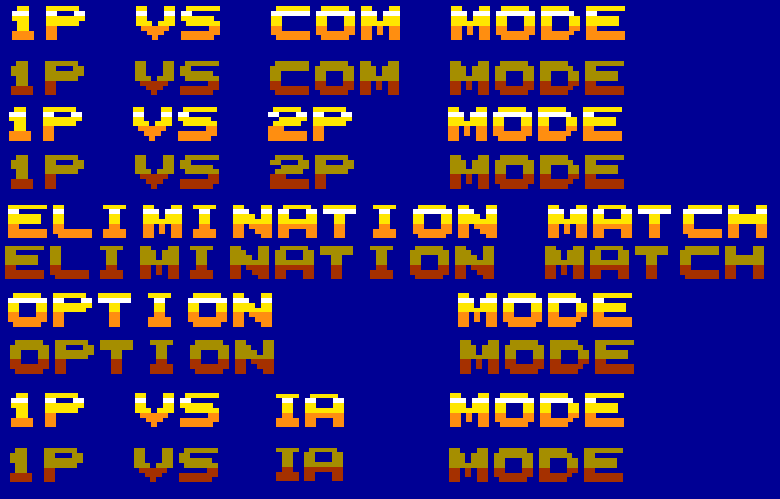 1P VS COM MODE
1P VS COM MODE
1P VS 2P MODE
1P VS 2P MODE
ELIMINATION MATCH
ELIMINATION MATCH
OPTION MODE
OPTION MODE
1P VS IA MODE
1P VS IA MODE